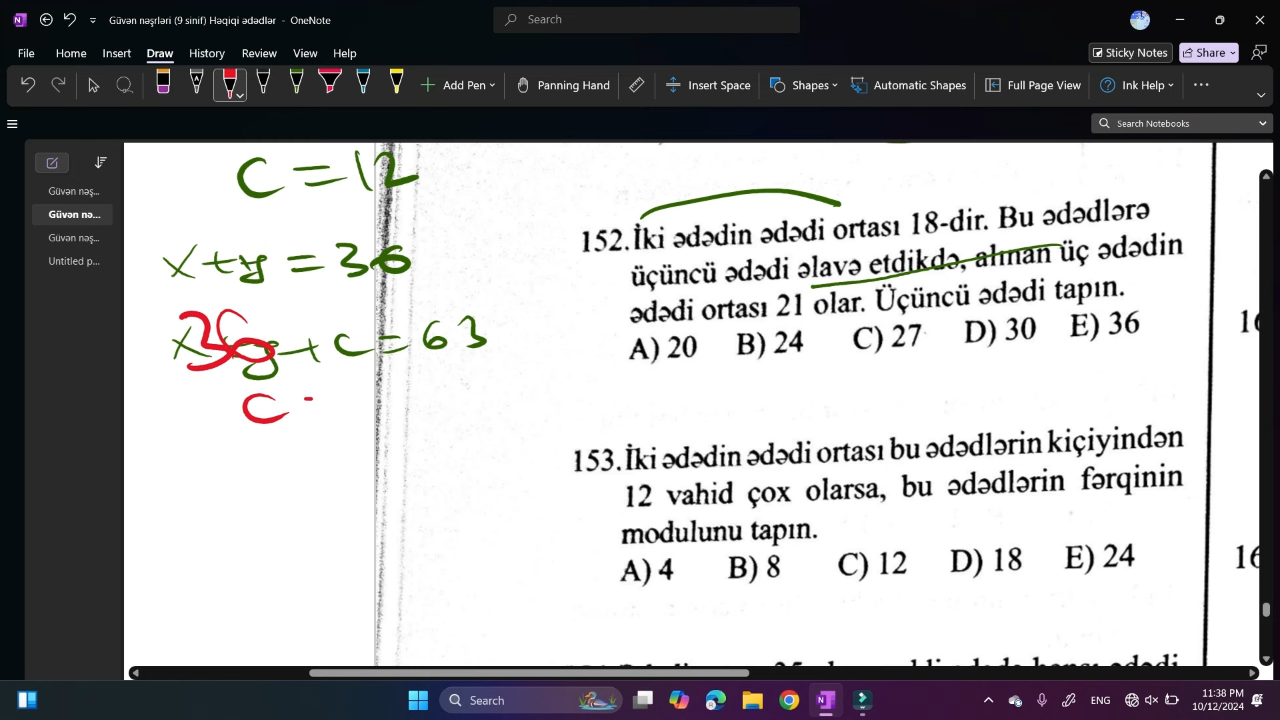 Güvən nəşrləri (9 sinif) Həqiqi ədədlər - OneNote
Search
File Home Insert Draw History Review View Help
Sticky Notes
Share
Add Pen
Panning Hand
Insert Space
Shapes
Automatic Shapes
Full Page View
Ink Help
Search Notebooks
Güvən nəş...
Güvən nə...
Güvən nəş...
Untitled p...
C = 12
x+y = 36
36
+ C = 63
C
152. İki ədədin ədədi ortası 18-dir. Bu ədədlərə
üçüncü ədədi əlavə etdikdə, alınan üç ədədin
ədədi ortası 21 olar. Üçüncü ədədi tapın.
A) 20 B) 24 C) 27 D) 30 E) 36
153. İki ədədin ədədi ortası bu ədədlərin kiçiyindən
12 vahid çox olarsa, bu ədədlərin fərqinin
modulunu tapın.
A) 4 B) 8 C) 12 D) 18 E) 24
16
Search
ENG
11:38 PM
10/12/2024